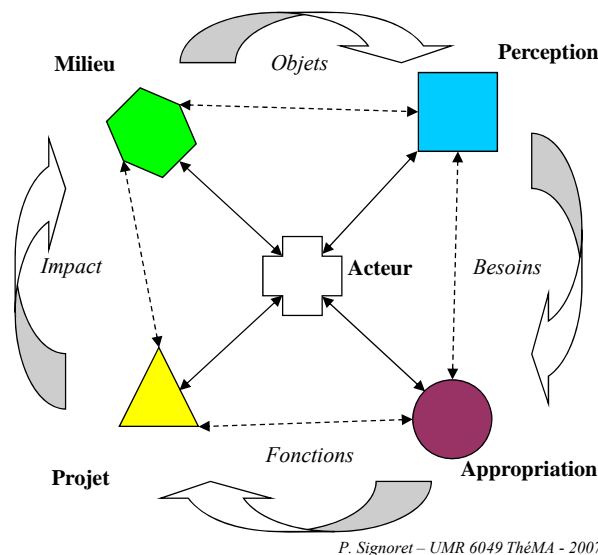 Milieu
Objets
Perception
Impact
Acteur
Besoins
Projet
Fonctions
Appropriation
P. Signoret – UMR 6049 ThéMA - 2007